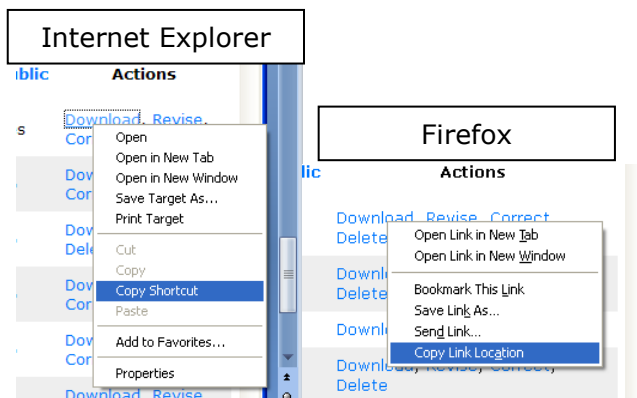 Internet Explorer
ublic Actions
s
Download, Revise,
Cor
Open
Open in New Tab
Open in New Window
Save Target As...
Print Target
Cut
Copy
Copy Shortcut
Paste
Add to Favorites...
Properties
Dow
Cor
Dow
Dele
Dow
Cor
Dow
Cor
Download, Revise,
Firefox
lic Actions
Download, Revise, Correct,
Delete
Open Link in New Tab
Open Link in New Window
Bookmark This Link
Save Link As...
Send Link...
Copy Link Location
Downl
Delete
Downl
Download, Revise, Correct,
Delete